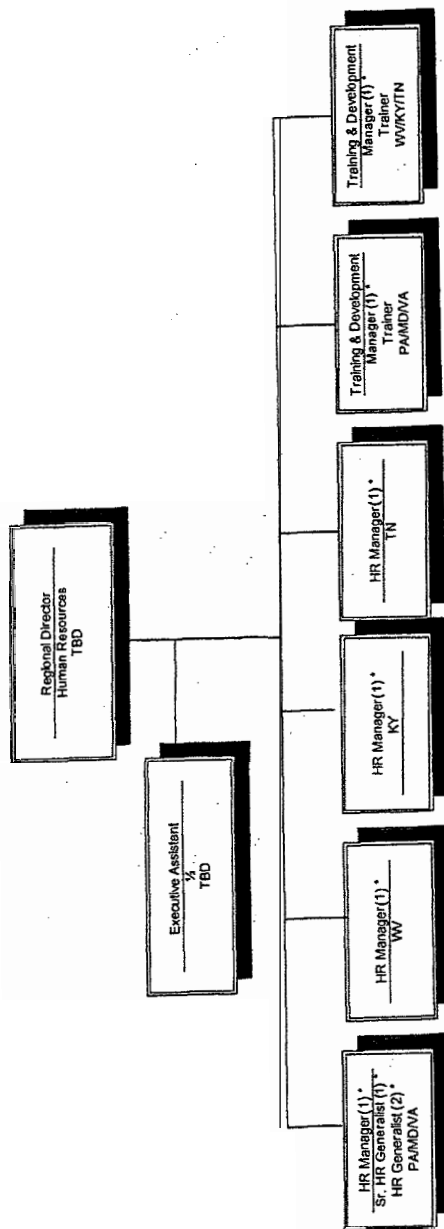 Regional Director
Human Resources
TBD
Executive Assistant
⅓
TBD
HR Manager(1) *
Sr. HR Generalist (1) *
HR Generalist (2) *
PA/MD/VA
HR Manager(1) *
WV
HR Manager(1) *
KY
HR Manager(1) *
TN
Training & Development
Manager (1) *
Trainer
PA/MD/VA
Training & Development
Manager (1) *
Trainer
WV/KY/TN